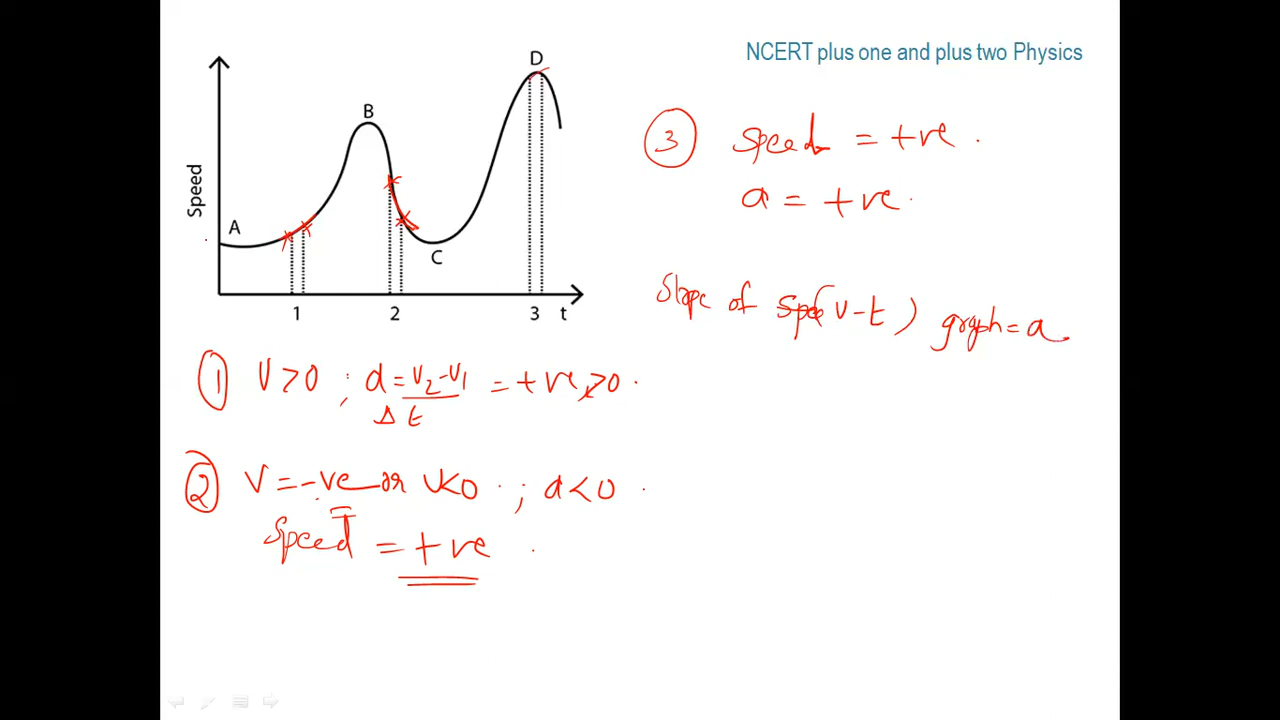 NCERT plus one and plus two Physics
D
B
A
C
Speed
1 2 3 t
3 speed = +ve.
a = +ve.
Slope of (v-t) graph = a
1 V>0 ; a = V2-V1 = +ve, >0.
Δt
2 V = -ve or v<0 ; a<0.
Speed = +ve.